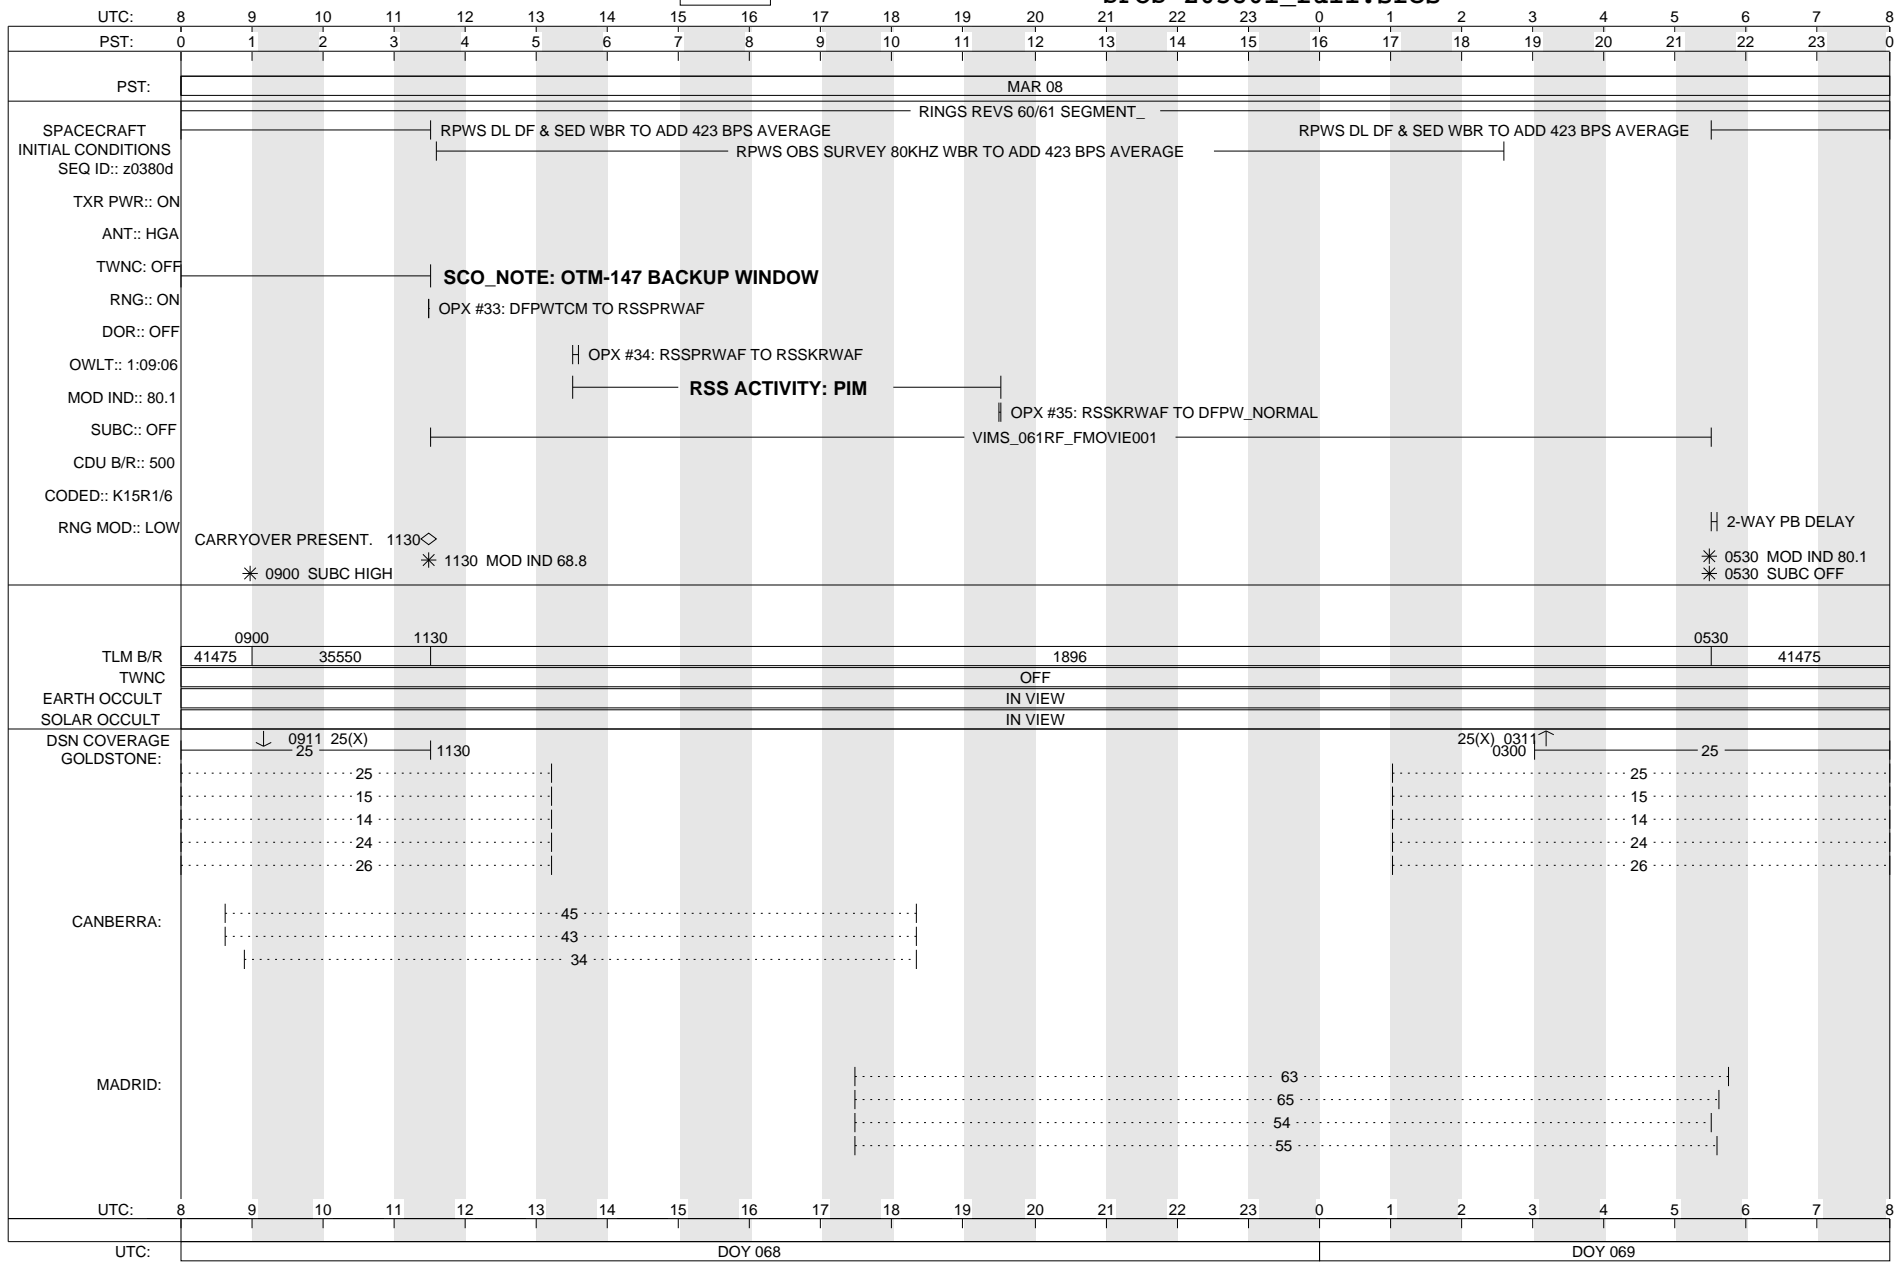 UTC: 8 9 10 11 12 13 14 15 16 17 18 19 20 21 22 23 0 1 2 3 4 5 6 7 8
PST: 0 1 2 3 4 5 6 7 8 9 10 11 12 13 14 15 16 17 18 19 20 21 22 23 0
PST: MAR 08
RINGS REVS 60/61 SEGMENT_
SPACECRAFT RPWS DL DF & SED WBR TO ADD 423 BPS AVERAGE RPWS DL DF & SED WBR TO ADD 423 BPS AVERAGE
INITIAL CONDITIONS RPWS OBS SURVEY 80KHZ WBR TO ADD 423 BPS AVERAGE
SEQ ID:: z0380d
TXR PWR:: ON
ANT:: HGA
TWNC: OFF SCO_NOTE: OTM-147 BACKUP WINDOW
RNG:: ON OPX #33: DFPWTCM TO RSSPRWAF
DOR:: OFF
OPX #34: RSSPRWAF TO RSSKRWAF
OWLT:: 1:09:06
RSS ACTIVITY: PIM
MOD IND:: 80.1
OPX #35: RSSKRWAF TO DFPW_NORMAL
SUBC:: OFF VIMS_061RF_FMOVIE001
CDU B/R:: 500
CODED:: K15R1/6
RNG MOD:: LOW 2-WAY PB DELAY
CARRYOVER PRESENT. 1130
1130 MOD IND 68.8 0530 MOD IND 80.1
0900 SUBC HIGH 0530 SUBC OFF
0900 1130 0530
TLM B/R 41475 35550 1896 41475
TWNC OFF
EARTH OCCULT IN VIEW
SOLAR OCCULT IN VIEW
DSN COVERAGE 0911 25(X) 25(X) 0311
GOLDSTONE: 25 1130 0300 25
25 25
15 15
14 14
24 24
26 26
CANBERRA: 45
43
34
MADRID: 63
65
54
55
UTC: 8 9 10 11 12 13 14 15 16 17 18 19 20 21 22 23 0 1 2 3 4 5 6 7 8
UTC: DOY 068 DOY 069